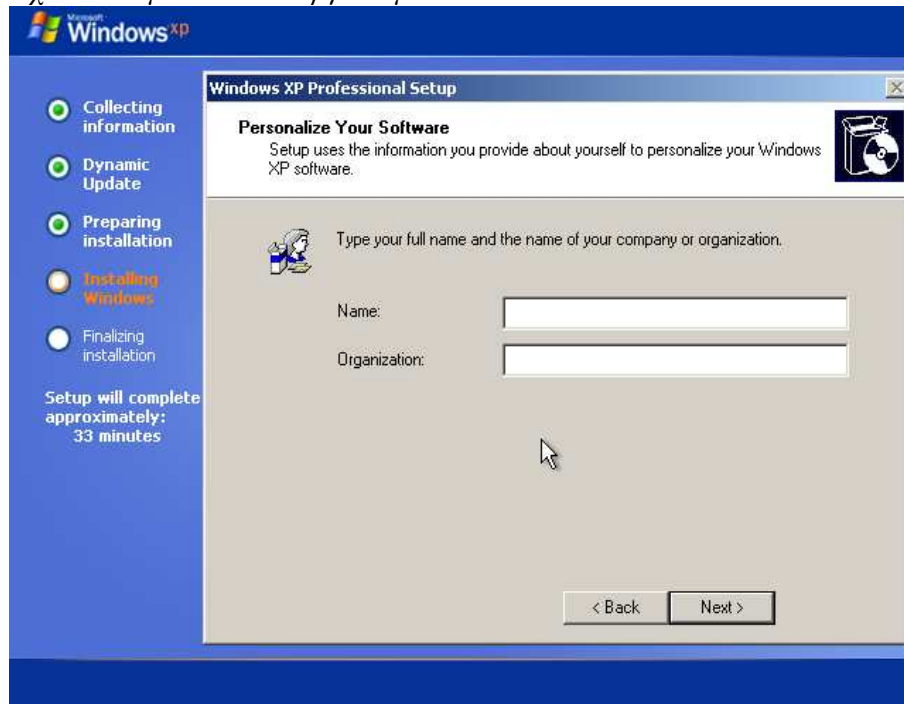 Microsoft
Windows xp
Collecting
information
Dynamic
Update
Preparing
installation
Installing
Windows
Finalizing
installation
Setup will complete
approximately:
33 minutes
Windows XP Professional Setup
Personalize Your Software
Setup uses the information you provide about yourself to personalize your Windows
XP software.
Type your full name and the name of your company or organization.
Name:
Organization:
< Back
Next >